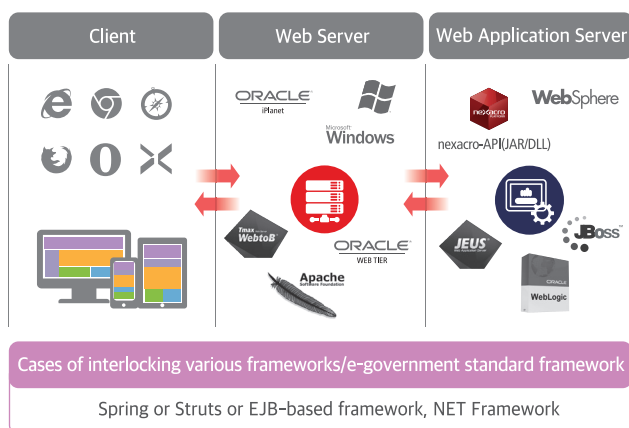 Client
Web Server
Web Application Server
ORACLE
iPlanet
Microsoft
Windows
nexacro
PLATFORM
WebSphere
nexacro-API(JAR/DLL)
Tmax
WebtoB
ORACLE
WEB TIER
Apache
Software Foundation
JEUS
JBoss
ORACLE
WebLogic
Cases of interlocking various frameworks/e-government standard framework
Spring or Struts or EJB-based framework, NET Framework